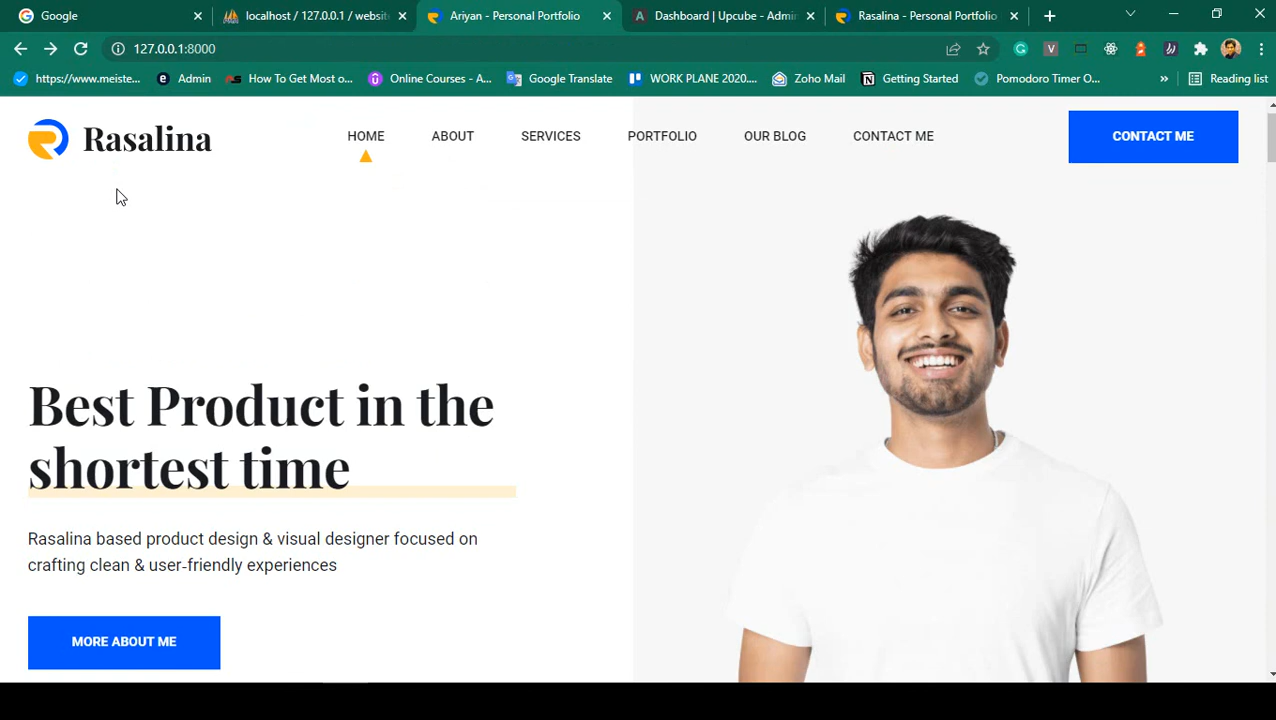 Google
localhost / 127.0.0.1 / website
Ariyan - Personal Portfolio
Dashboard | Upcube - Admin
Rasalina - Personal Portfolio
127.0.0.1:8000
https://www.meiste...
Admin
How To Get Most o...
Online Courses - A...
Google Translate
WORK PLANE 2020....
Zoho Mail
Getting Started
Pomodoro Timer O...
»
Reading list
Rasalina
HOME
ABOUT
SERVICES
PORTFOLIO
OUR BLOG
CONTACT ME
CONTACT ME
Best Product in the
shortest time
Rasalina based product design & visual designer focused on
crafting clean & user-friendly experiences
MORE ABOUT ME